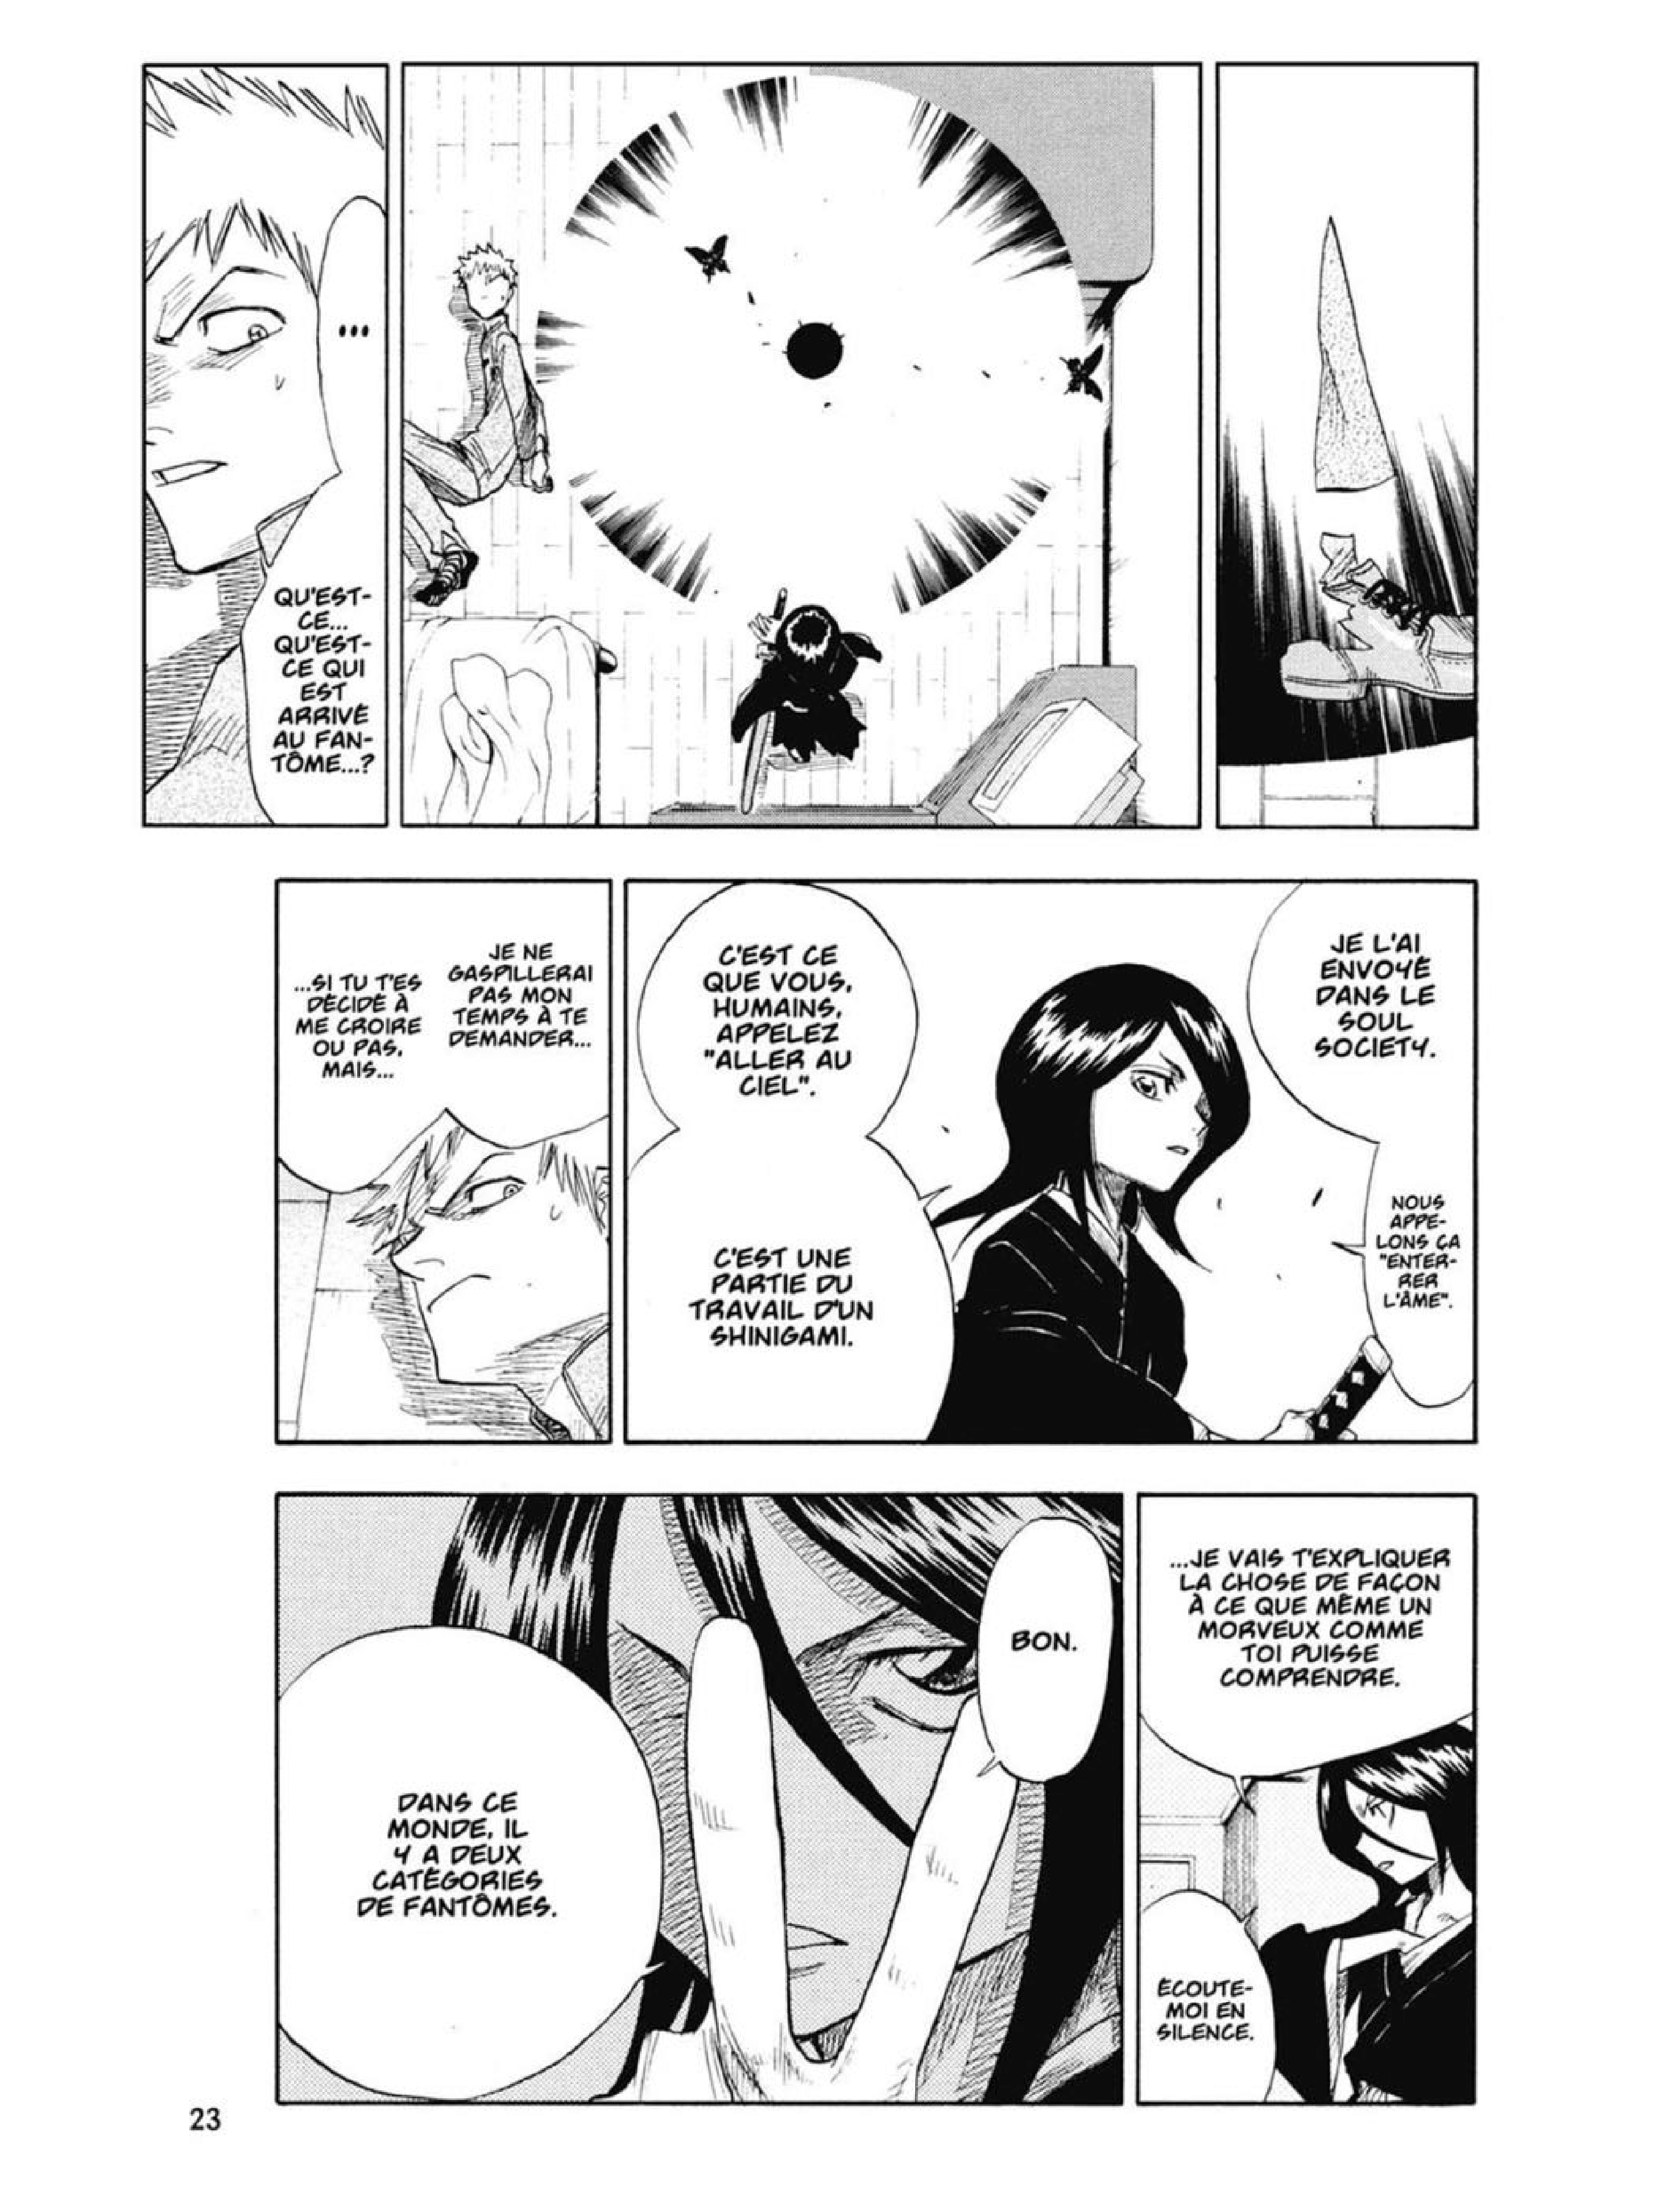 ...
QU'EST-
CE...
QU'EST-
CE QUI
EST
ARRIVÉ
AU FAN-
TÔME...?
JE L'AI
ENVOYÉ
DANS LE
SOUL
SOCIETY.
NOUS
APPE-
LONS ÇA
"ENTER-
RER
L'ÂME".
C'EST CE
QUE VOUS,
HUMAINS,
APPELEZ
"ALLER AU
CIEL".
C'EST UNE
PARTIE DU
TRAVAIL D'UN
SHINIGAMI.
JE NE
GASPILLERAI
PAS MON
TEMPS À TE
DEMANDER...
...SI TU T'ES
DÉCIDÉ À
ME CROIRE
OU PAS,
MAIS...
...JE VAIS T'EXPLIQUER
LA CHOSE DE FAÇON
À CE QUE MÊME UN
MORVEUX COMME
TOI PUISSE
COMPRENDRE.
ÉCOUTE-
MOI EN
SILENCE.
BON.
DANS CE
MONDE, IL
Y A DEUX
CATÉGORIES
DE FANTÔMES.
23